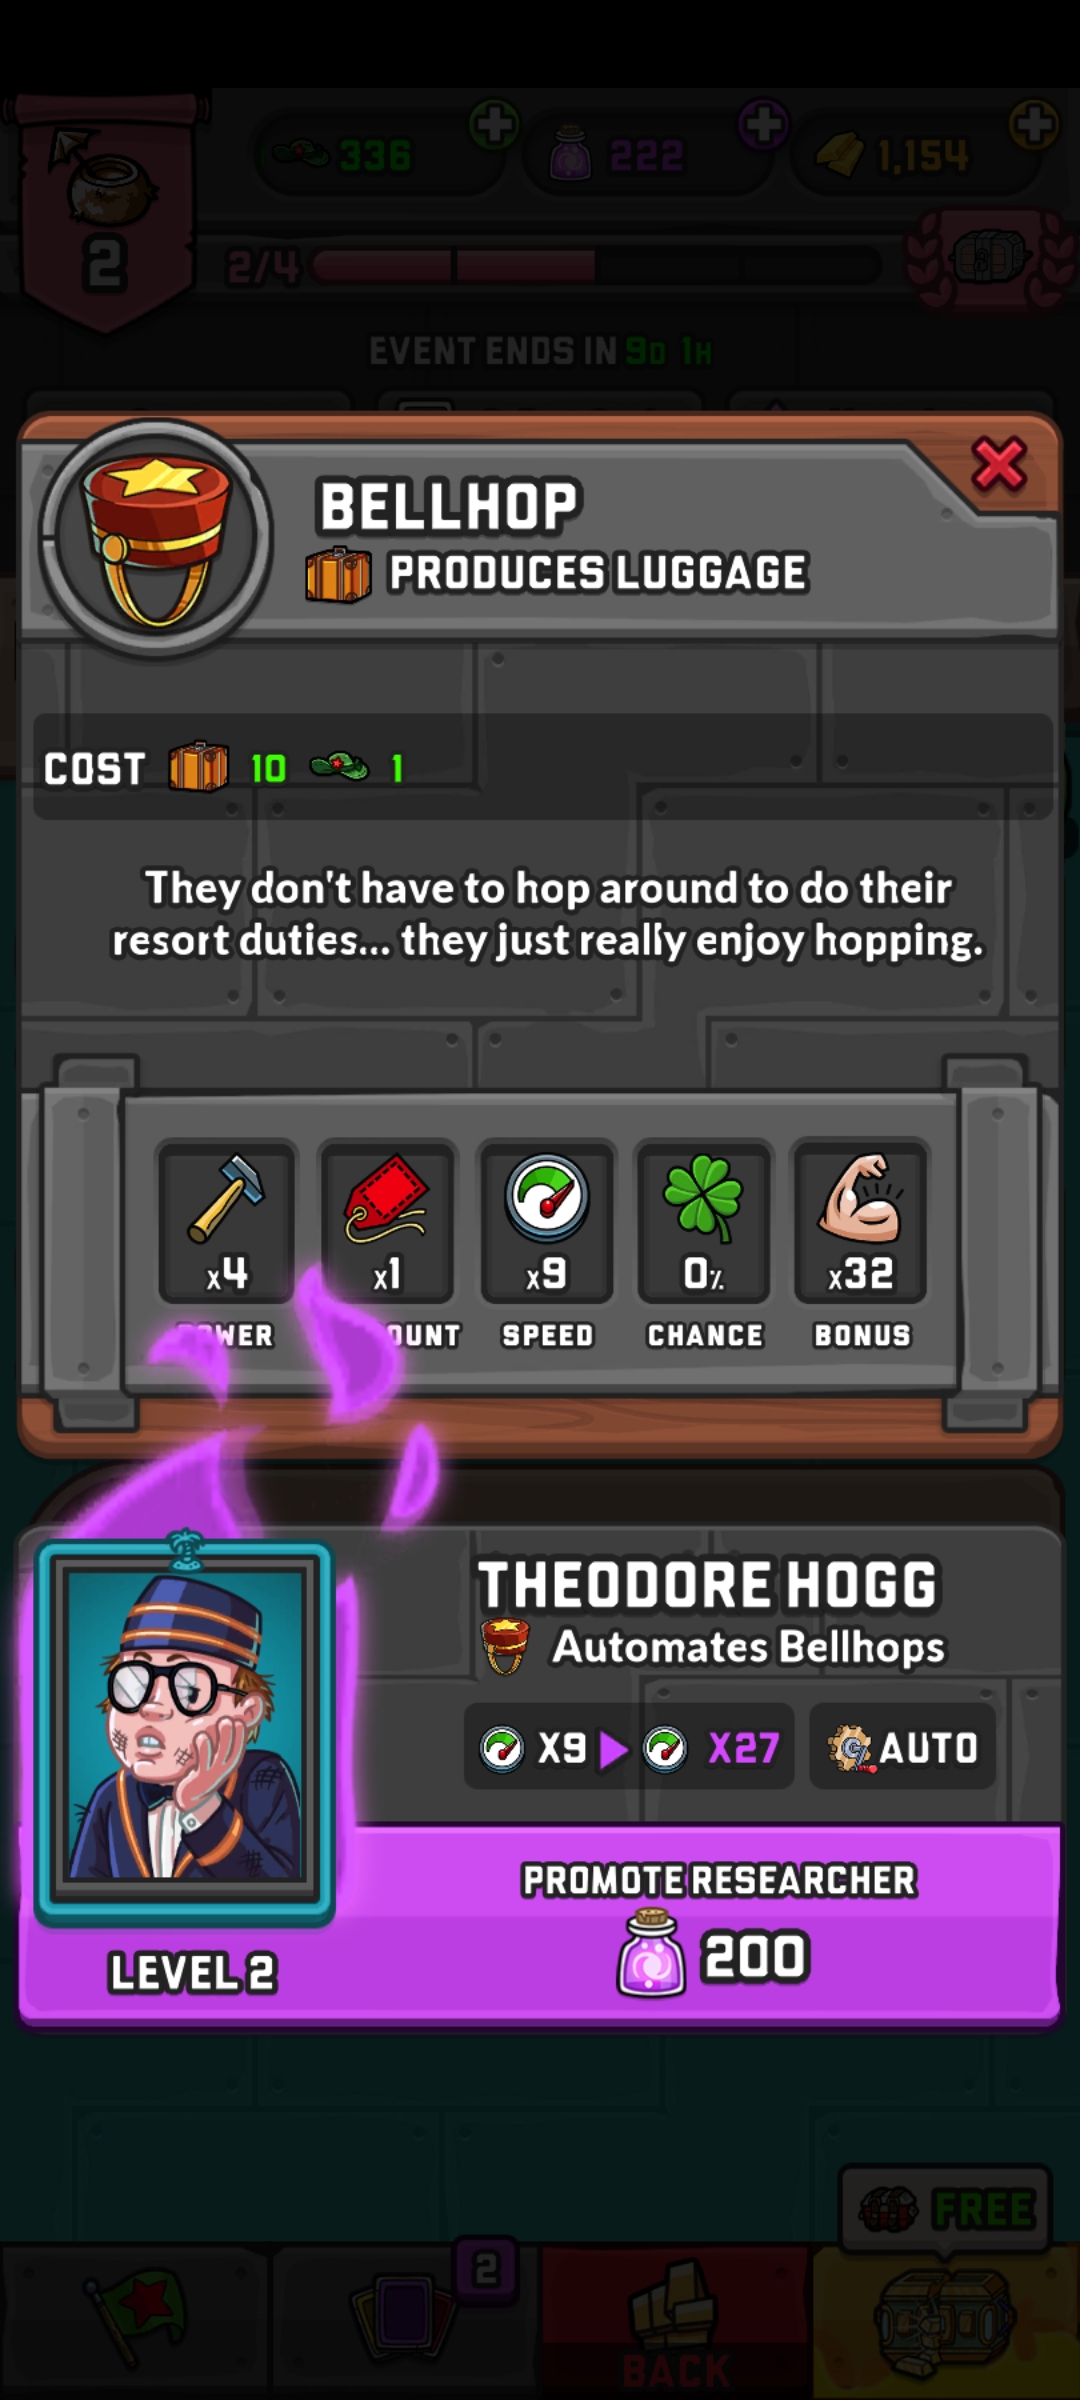 336
222
1,154
2
2/4
EVENT ENDS IN 9D 1H
BELLHOP
PRODUCES LUGGAGE
COST 10 1
They don't have to hop around to do their
resort duties... they just really enjoy hopping.
x4 x1 x9 0% x32
POWER OUNT SPEED CHANCE BONUS
THEODORE HOGG
Automates Bellhops
X9 X27 AUTO
PROMOTE RESEARCHER
200
LEVEL 2
FREE
2
BACK